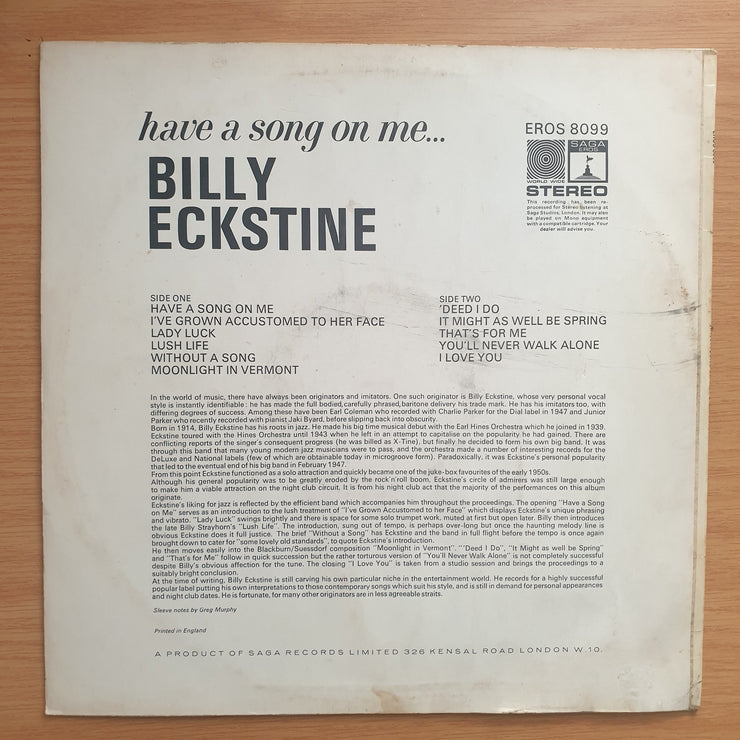 have a song on me...
BILLY
ECKSTINE
EROS 8099
SAGA
EROS
WORLD WIDE
STEREO
This recording has been re-
processed for Stereo listening at
Saga Studios, London. It may also
be played on Mono equipment
with a compatible cartridge. Your
dealer will advise you.
SIDE ONE
HAVE A SONG ON ME
I'VE GROWN ACCUSTOMED TO HER FACE
LADY LUCK
LUSH LIFE
WITHOUT A SONG
MOONLIGHT IN VERMONT
SIDE TWO
'DEED I DO
IT MIGHT AS WELL BE SPRING
THAT'S FOR ME
YOU'LL NEVER WALK ALONE
I LOVE YOU
In the world of music, there have always been originators and imitators. One such originator is Billy Eckstine, whose very personal vocal
style is instantly identifiable : he has made the full bodied, carefully phrased, baritone delivery his trade mark. He has his imitators too, with
differing degrees of success. Among these have been Earl Coleman who recorded with Charlie Parker for the Dial label in 1947 and Junior
Parker who recently recorded with pianist Jaki Byard, before slipping back into obscurity.
Born in 1914, Billy Eckstine has his roots in jazz. He made his big time musical debut with the Earl Hines Orchestra which he joined in 1939.
Eckstine toured with the Hines Orchestra until 1943 when he left in an attempt to capitalise on the popularity he had gained. There are
conflicting reports of the singer's consequent progress (he was billed as X-Tine), but finally he decided to form his own big band. It was
through this band that many young modern jazz musicians were to pass, and the orchestra made a number of interesting records for the
DeLuxe and National labels (few of which are obtainable today in microgroove form). Paradoxically, it was Eckstine's personal popularity
that led to the eventual end of his big band in February 1947.
From this point Eckstine functioned as a solo attraction and quickly became one of the juke-box favourites of the early 1950s.
Although his general popularity was to be greatly eroded by the rock'n'roll boom, Eckstine's circle of admirers was still large enough
to make him a viable attraction on the night club circuit. It is from his night club act that the majority of the performances on this album
originate.
Eckstine's liking for jazz is reflected by the efficient band which accompanies him throughout the proceedings. The opening "Have a Song
on Me" serves as an introduction to the lush treatment of "I've Grown Accustomed to Her Face" which displays Eckstine's unique phrasing
and vibrato. "Lady Luck" swings brightly and there is space for some solo trumpet work, muted at first but open later. Billy then introduces
the late Billy Strayhorn's "Lush Life". The introduction, sung out of tempo, is perhaps over-long but once the haunting melody line is
obvious Eckstine does it full justice. The brief "Without a Song" has Eckstine and the band in full flight before the tempo is once again
brought down to cater for "some lovely old standards", to quote Eckstine's introduction.
He then moves easily into the Blackburn/Suessdorf composition "Moonlight in Vermont". "'Deed I Do", "It Might as well be Spring"
and "That's for Me" follow in quick succession but the rather torturous version of "You'll Never Walk Alone" is not completely successful
despite Billy's obvious affection for the tune. The closing "I Love You" is taken from a studio session and brings the proceedings to a
suitably bright conclusion.
At the time of writing, Billy Eckstine is still carving his own particular niche in the entertainment world. He records for a highly successful
popular label putting his own interpretations to those contemporary songs which suit his style, and is still in demand for personal appearances
and night club dates. He is fortunate, for many other originators are in less agreeable straits.
Sleeve notes by Greg Murphy
Printed in England
A PRODUCT OF SAGA RECORDS LIMITED 326 KENSAL ROAD LONDON W.10.